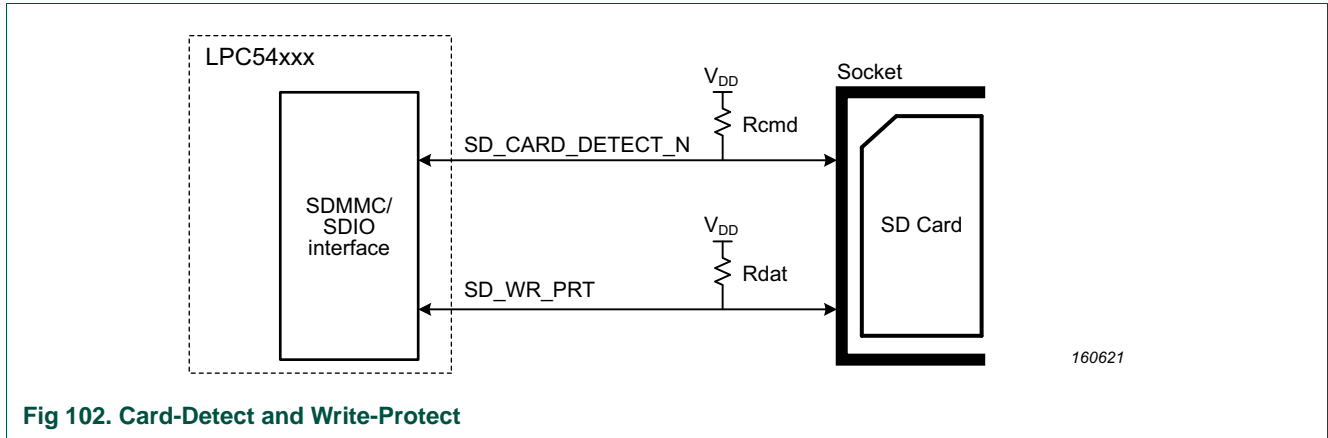 LPC54xxx
Socket
VDD
Rcmd
SD_CARD_DETECT_N
SDMMC/
SDIO
interface
SD Card
VDD
Rdat
SD_WR_PRT
160621
Fig 102. Card-Detect and Write-Protect